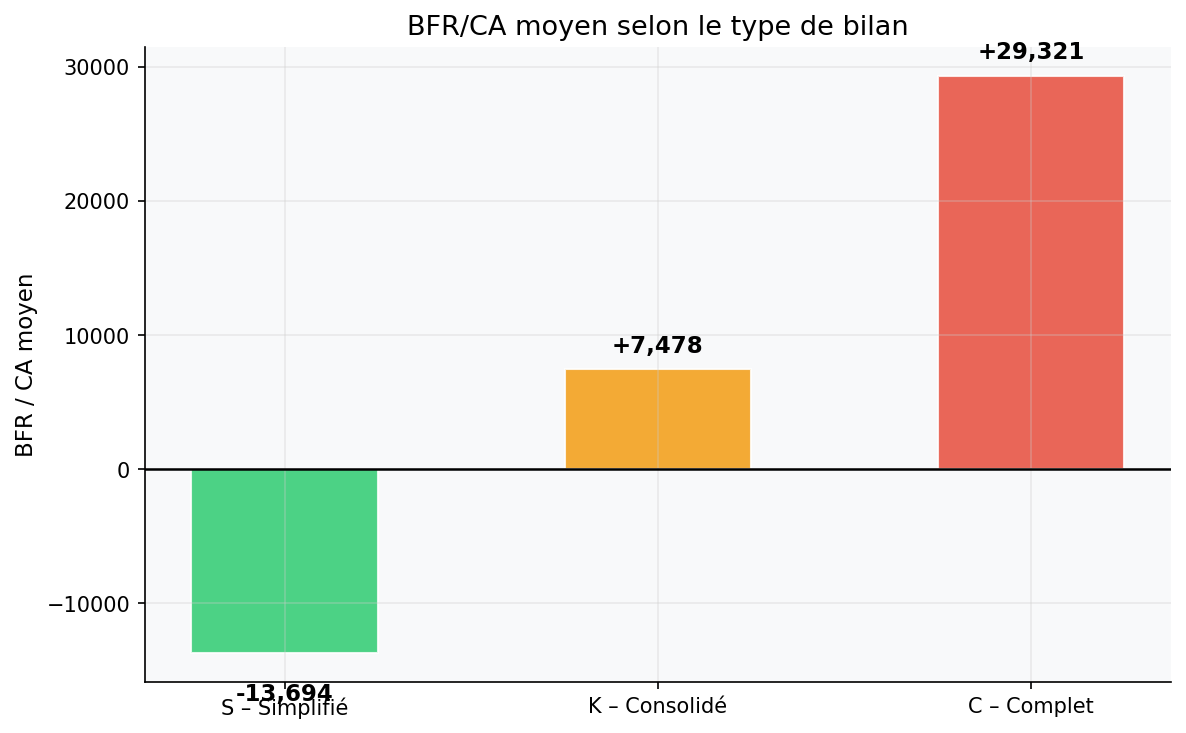 BFR/CA moyen selon le type de bilan
BFR / CA moyen
30000
20000
10000
0
−10000
+29,321
+7,478
-13,694
S – Simplifié
K – Consolidé
C – Complet